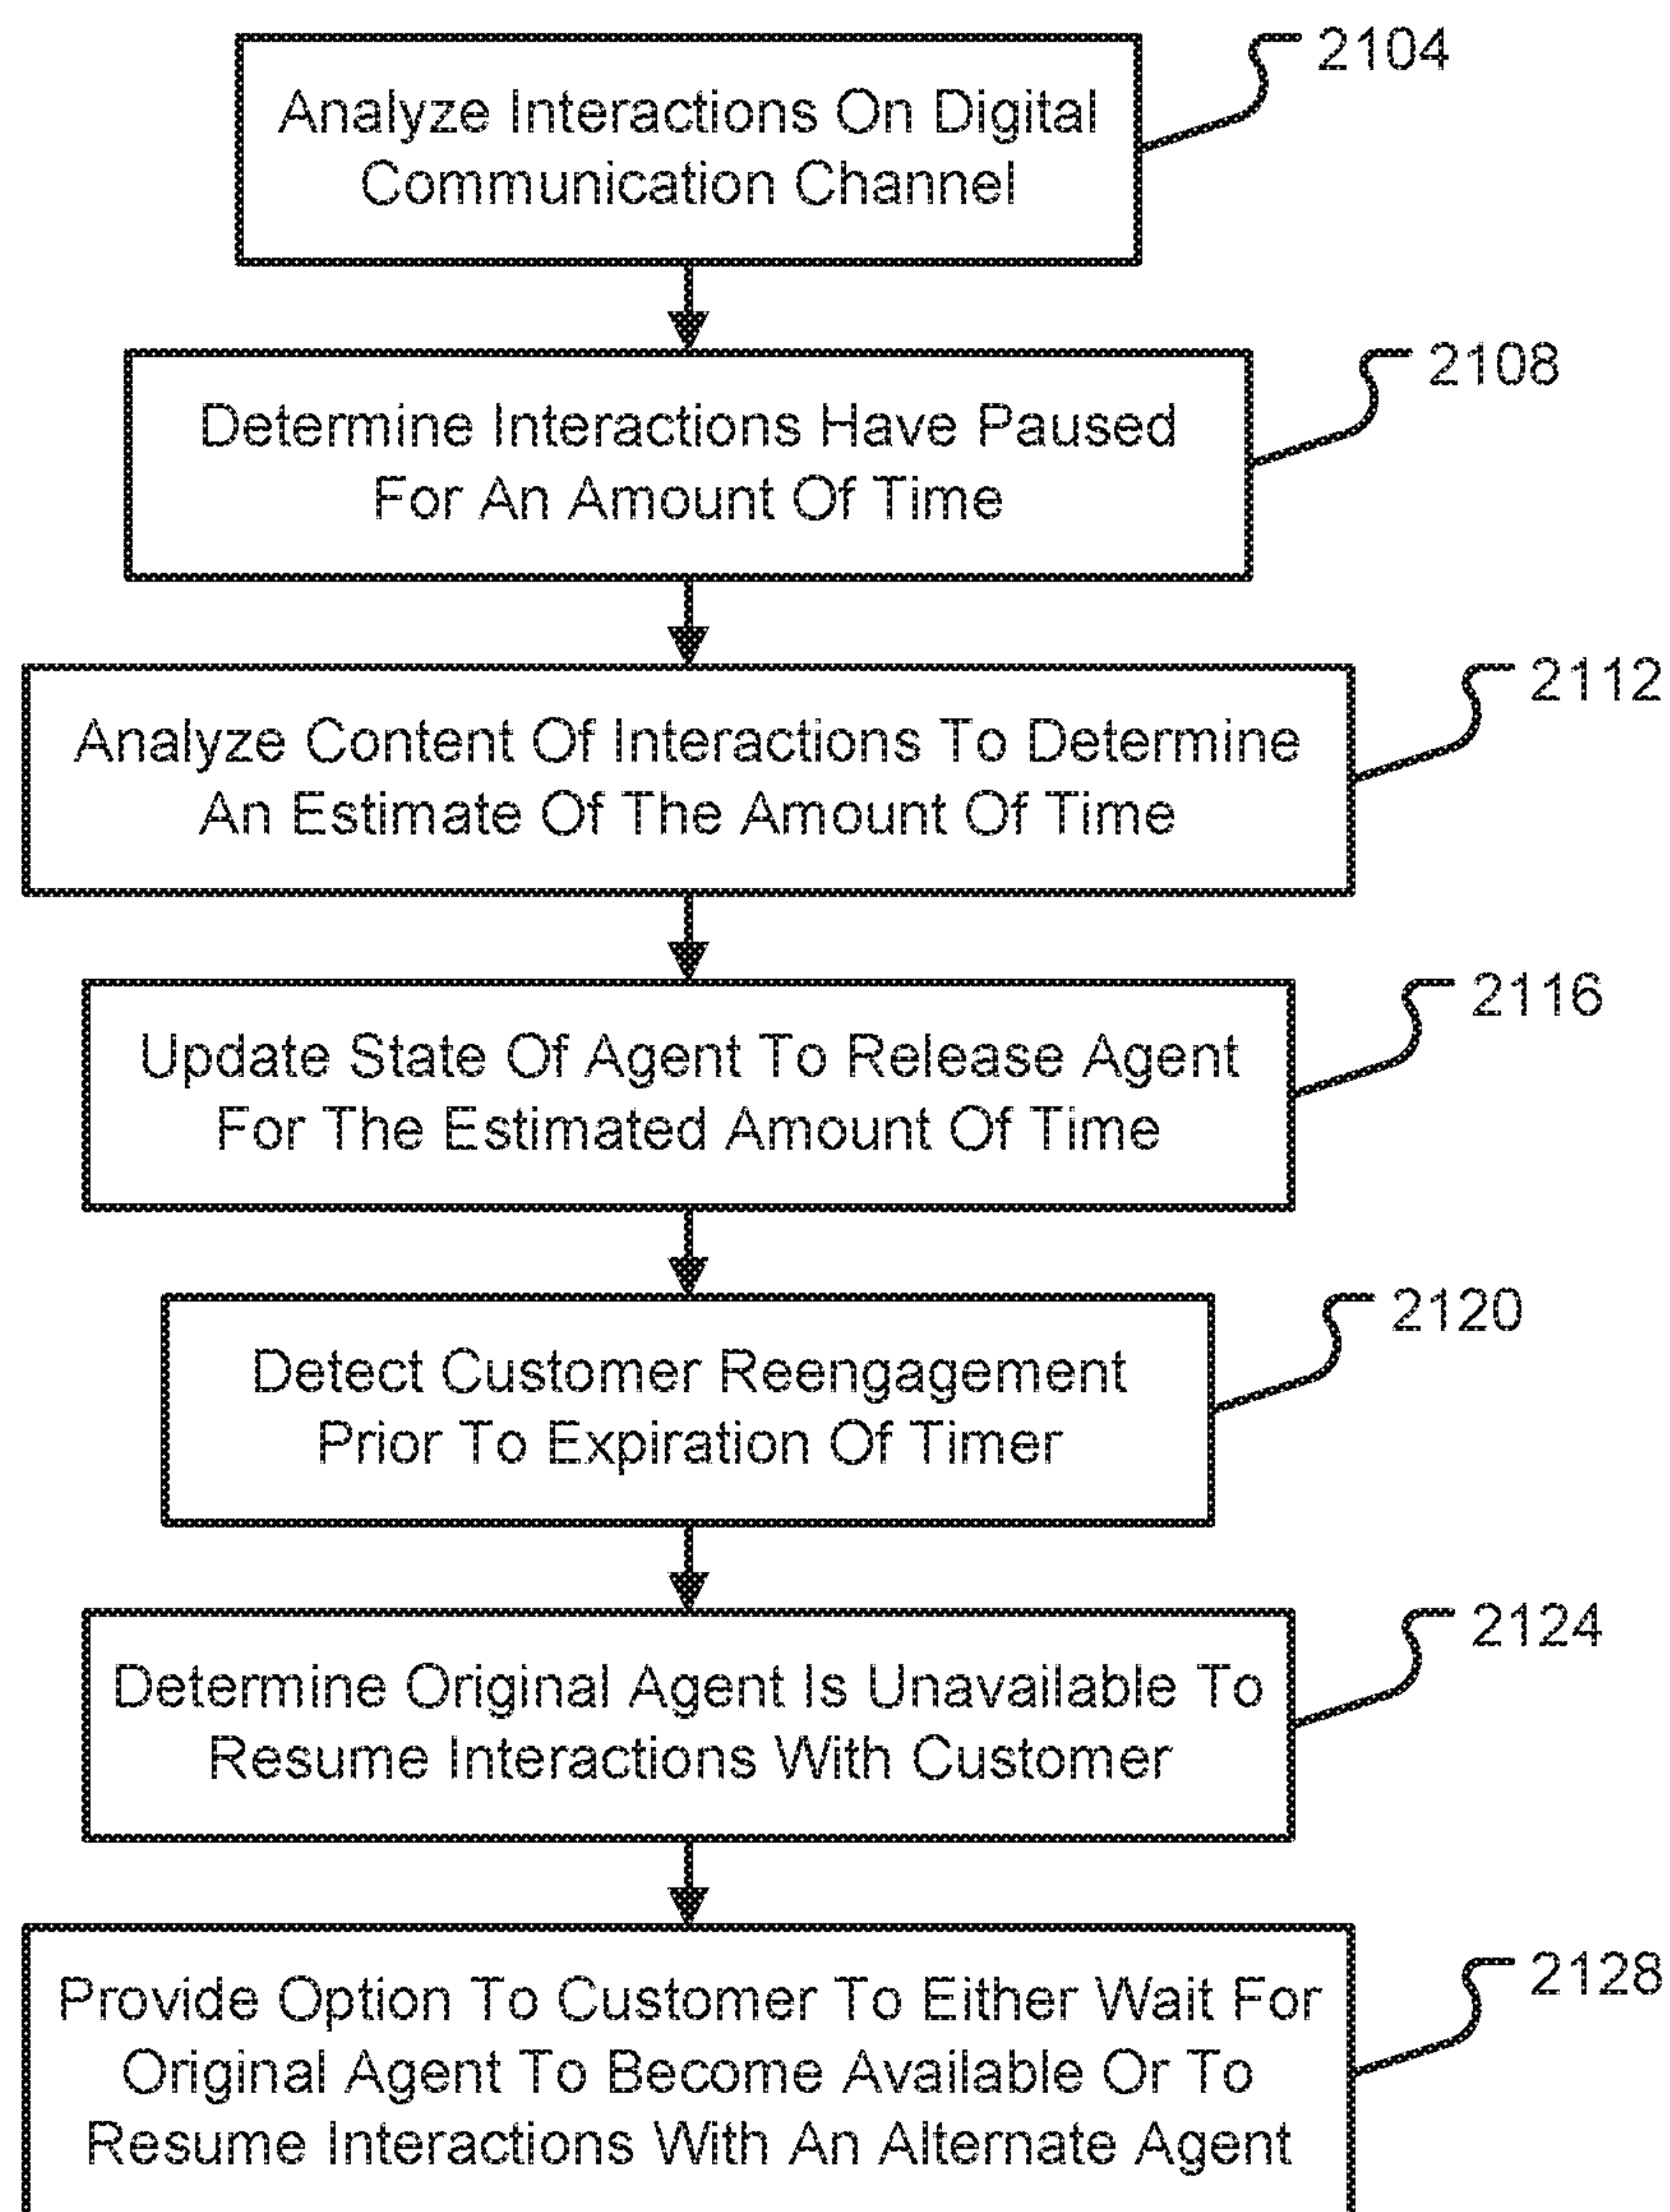 2104
Analyze Interactions On Digital
Communication Channel
2108
Determine Interactions Have Paused
For An Amount Of Time
2112
Analyze Content Of Interactions To Determine
An Estimate Of The Amount Of Time
2116
Update State Of Agent To Release Agent
For The Estimated Amount Of Time
2120
Detect Customer Reengagement
Prior To Expiration Of Timer
2124
Determine Original Agent Is Unavailable To
Resume Interactions With Customer
2128
Provide Option To Customer To Either Wait For
Original Agent To Become Available Or To
Resume Interactions With An Alternate Agent